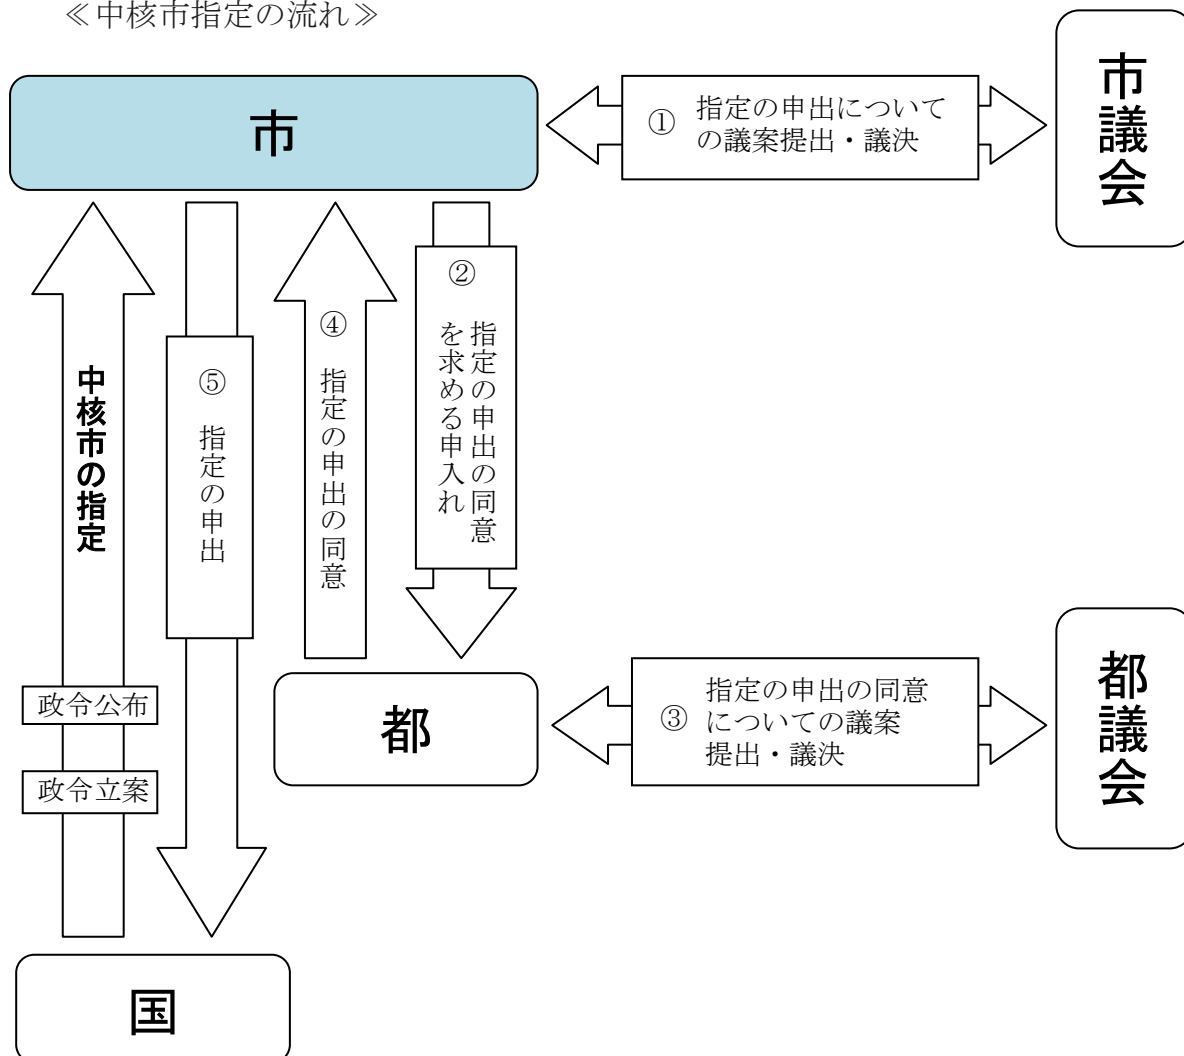 ≪中核市指定の流れ≫
市
① 指定の申出について
の議案提出・議決
市議会
② 指定の申出の同意
を求める申入れ
④ 指定の申出の同意
⑤ 指定の申出
中核市の指定
政令公布
政令立案
都
③ 指定の申出の同意
についての議案
提出・議決
都議会
国